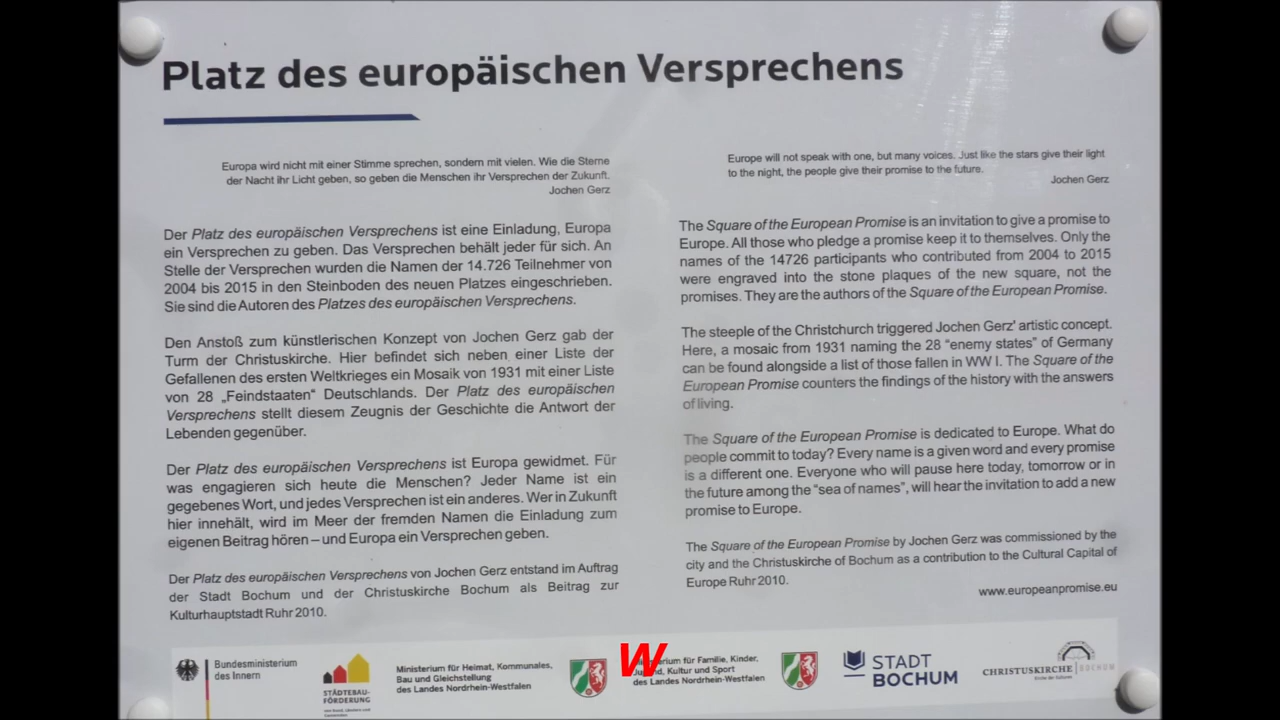 Platz des europäischen Versprechens
Europa wird nicht mit einer Stimme sprechen, sondern mit vielen. Wie die Sterne
der Nacht ihr Licht geben, so geben die Menschen ihr Versprechen der Zukunft.
Jochen Gerz
Der Platz des europäischen Versprechens ist eine Einladung, Europa
ein Versprechen zu geben. Das Versprechen behält jeder für sich. An
Stelle der Versprechen wurden die Namen der 14.726 Teilnehmer von
2004 bis 2015 in den Steinboden des neuen Platzes eingeschrieben.
Sie sind die Autoren des Platzes des europäischen Versprechens.
Den Anstoß zum künstlerischen Konzept von Jochen Gerz gab der
Turm der Christuskirche. Hier befindet sich neben einer Liste der
Gefallenen des ersten Weltkrieges ein Mosaik von 1931 mit einer Liste
von 28 „Feindstaaten“ Deutschlands. Der Platz des europäischen
Versprechens stellt diesem Zeugnis der Geschichte die Antwort der
Lebenden gegenüber.
Der Platz des europäischen Versprechens ist Europa gewidmet. Für
was engagieren sich heute die Menschen? Jeder Name ist ein
gegebenes Wort, und jedes Versprechen ist ein anderes. Wer in Zukunft
hier innehält, wird im Meer der fremden Namen die Einladung zum
eigenen Beitrag hören – und Europa ein Versprechen geben.
Der Platz des europäischen Versprechens von Jochen Gerz entstand im Auftrag
der Stadt Bochum und der Christuskirche Bochum als Beitrag zur
Kulturhauptstadt Ruhr 2010.
Europe will not speak with one, but many voices. Just like the stars give their light
to the night, the people give their promise to the future.
Jochen Gerz
The Square of the European Promise is an invitation to give a promise to
Europe. All those who pledge a promise keep it to themselves. Only the
names of the 14726 participants who contributed from 2004 to 2015
were engraved into the stone plaques of the new square, not the
promises. They are the authors of the Square of the European Promise.
The steeple of the Christchurch triggered Jochen Gerz' artistic concept.
Here, a mosaic from 1931 naming the 28 “enemy states” of Germany
can be found alongside a list of those fallen in WW I. The Square of the
European Promise counters the findings of the history with the answers
of living.
The Square of the European Promise is dedicated to Europe. What do
people commit to today? Every name is a given word and every promise
is a different one. Everyone who will pause here today, tomorrow or in
the future among the “sea of names”, will hear the invitation to add a new
promise to Europe.
The Square of the European Promise by Jochen Gerz was commissioned by the
city and the Christuskirche of Bochum as a contribution to the Cultural Capital of
Europe Ruhr 2010.
www.europeanpromise.eu
Bundesministerium
des Innern
STÄDTEBAU-
FÖRDERUNG
Ministerium für Heimat, Kommunales,
Bau und Gleichstellung
des Landes Nordrhein-Westfalen
W
für Familie, Kinder,
Kultur und Sport
des Landes Nordrhein-Westfalen
STADT
BOCHUM
CHRISTUSKIRCHE BOCHUM